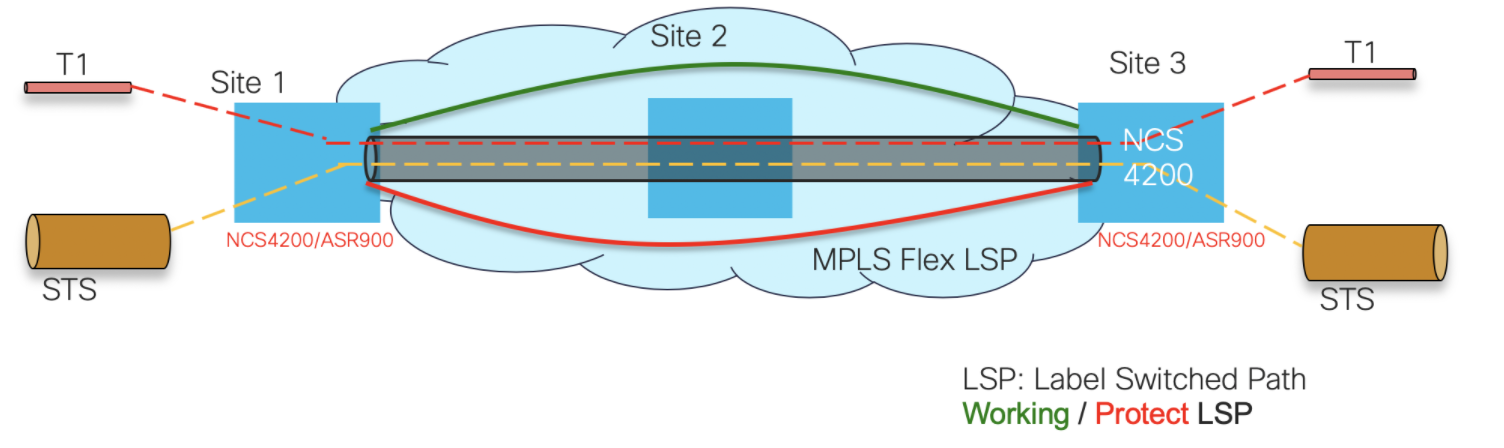 Site 2
T1
Site 1
Site 3
T1
NCS
4200
NCS4200/ASR900
NCS4200/ASR900
MPLS Flex LSP
STS
STS
LSP: Label Switched Path
Working / Protect LSP